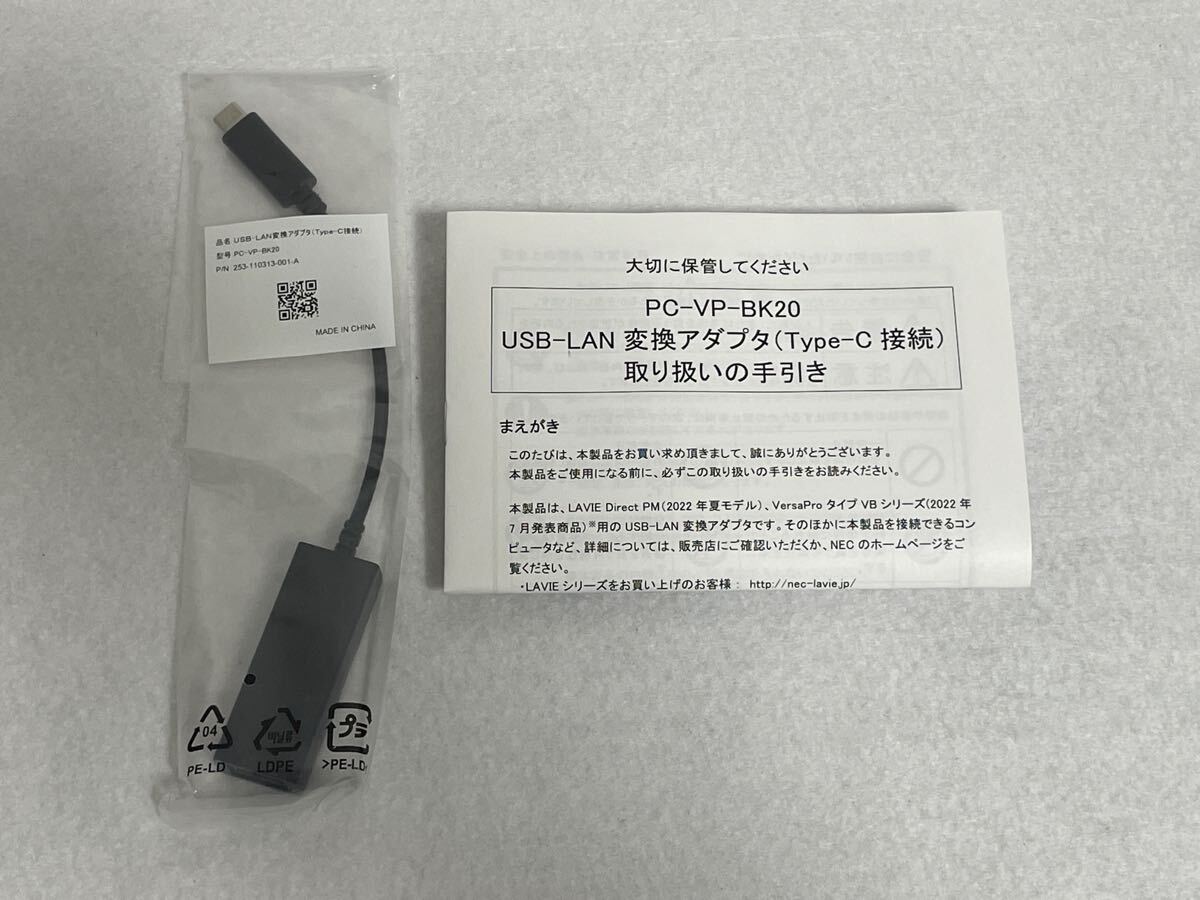 品名 USB-LAN変換アダプタ(Type-C接続)
型号 PC-VP-BK20
P/N 253-110313-001-A
MADE IN CHINA
04
PE-LD
LDPE
プラ
>PE-LD
大切に保管してください
PC-VP-BK20
USB-LAN 変換アダプタ(Type-C 接続)
取り扱いの手引き
まえがき
このたびは、本製品をお買い求め頂きまして、誠にありがとうございます。
本製品をご使用になる前に、必ずこの取り扱いの手引きをお読みください。
本製品は、LAVIE Direct PM(2022 年夏モデル)、VersaPro タイプ VB シリーズ(2022 年
7 月発表商品)※用の USB-LAN 変換アダプタです。そのほかに本製品を接続できるコン
ピュータなど、詳細については、販売店にご確認いただくか、NEC のホームページをご
覧ください。
・LAVIE シリーズをお買い上げのお客様： http://nec-lavie.jp/